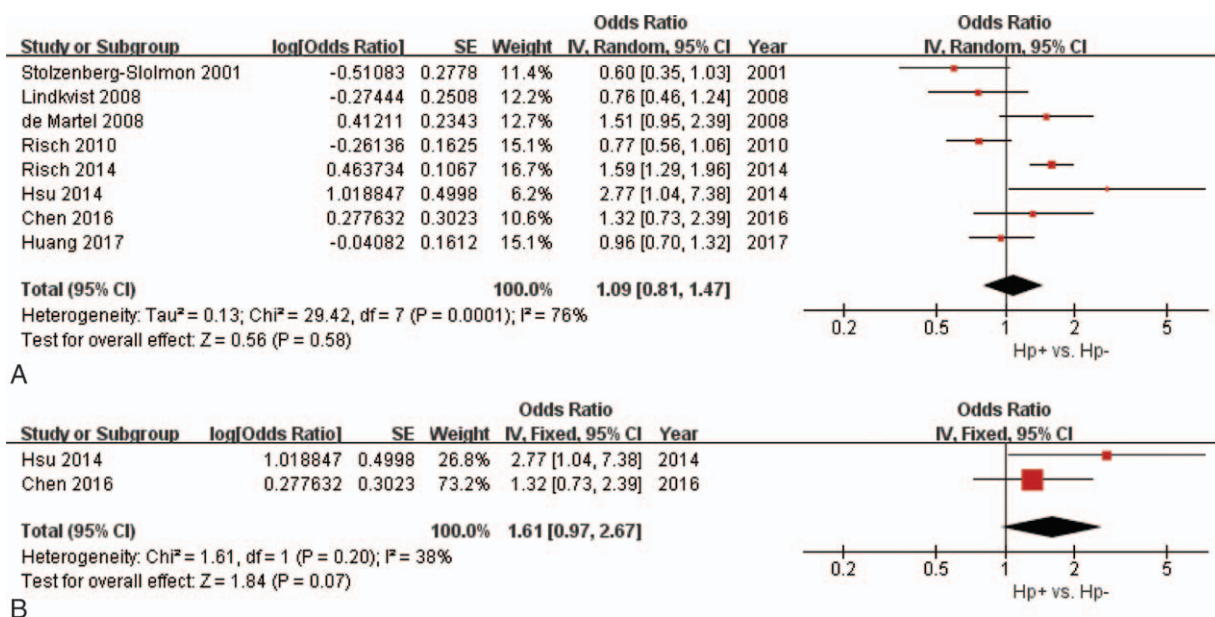 Odds Ratio Odds Ratio
Study or Subgroup log[Odds Ratio] SE Weight IV, Random, 95% CI Year IV, Random, 95% CI
Stolzenberg-Slolmon 2001 -0.51083 0.2778 11.4% 0.60 [0.35, 1.03] 2001
Lindkvist 2008 -0.27444 0.2508 12.2% 0.76 [0.46, 1.24] 2008
de Martel 2008 0.41211 0.2343 12.7% 1.51 [0.95, 2.39] 2008
Risch 2010 -0.26136 0.1625 15.1% 0.77 [0.56, 1.06] 2010
Risch 2014 0.463734 0.1067 16.7% 1.59 [1.29, 1.96] 2014
Hsu 2014 1.018847 0.4998 6.2% 2.77 [1.04, 7.38] 2014
Chen 2016 0.277632 0.3023 10.6% 1.32 [0.73, 2.39] 2016
Huang 2017 -0.04082 0.1612 15.1% 0.96 [0.70, 1.32] 2017
Total (95% CI) 100.0% 1.09 [0.81, 1.47]
Heterogeneity: Tau² = 0.13; Chi² = 29.42, df = 7 (P = 0.0001); I² = 76%
Test for overall effect: Z = 0.56 (P = 0.58)
0.2 0.5 1 2 5
Hp+ vs. Hp-
A
Odds Ratio Odds Ratio
Study or Subgroup log[Odds Ratio] SE Weight IV, Fixed, 95% CI Year IV, Fixed, 95% CI
Hsu 2014 1.018847 0.4998 26.8% 2.77 [1.04, 7.38] 2014
Chen 2016 0.277632 0.3023 73.2% 1.32 [0.73, 2.39] 2016
Total (95% CI) 100.0% 1.61 [0.97, 2.67]
Heterogeneity: Chi² = 1.61, df = 1 (P = 0.20); I² = 38%
Test for overall effect: Z = 1.84 (P = 0.07)
0.2 0.5 1 2 5
Hp+ vs. Hp-
B